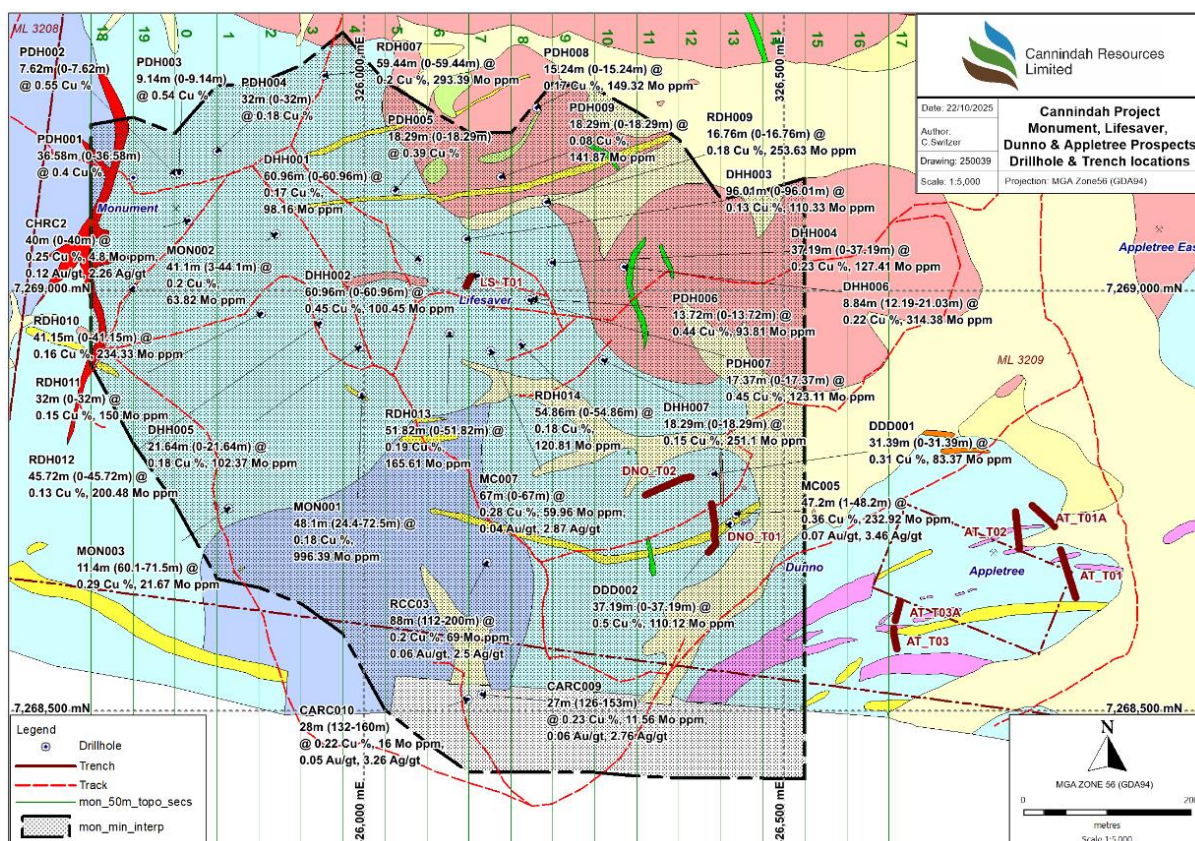 ML 3208
18
19
0
1
2
3
4
5
6
7
8
9
10
11
12
13
15
16
17
326,000 mE
326,500 mE
Cannindah Resources
Limited
Date: 22/10/2025
Author:
C.Switzer
Drawing: 250039
Scale: 1:5,000
Cannindah Project
Monument, Lifesaver,
Dunno & Appletree Prospects
Drillhole & Trench locations
Projection: MGA Zone56 (GDA94)
PDH002
7.62m (0-7.62m)
@ 0.55 Cu %
PDH003
9.14m (0-9.14m)
@ 0.54 Cu %
PDH004
32m (0-32m)
@ 0.18 Cu %
RDH007
59.44m (0-59.44m) @
0.2 Cu %, 293.39 Mo ppm
PDH008
15.24m (0-15.24m) @
0.17 Cu %, 149.32 Mo ppm
PDH005
18.29m (0-18.29m)
@ 0.39 Cu %
PDH009
18.29m (0-18.29m) @
0.08 Cu %,
141.87 Mo ppm
RDH009
16.76m (0-16.76m) @
0.18 Cu %, 253.63 Mo ppm
PDH001
36.58m (0-36.58m)
@ 0.4 Cu %
DHH001
60.96m (0-60.96m) @
0.17 Cu %,
98.16 Mo ppm
DHH003
96.01m (0-96.01m) @
0.13 Cu %, 110.33 Mo ppm
Monument
CHRC2
40m (0-40m) @
0.25 Cu %, 4.8 Mo ppm,
0.12 Au/gt, 2.26 Ag/gt
MON002
41.1m (3-44.1m) @
0.2 Cu %,
63.82 Mo ppm
DHH004
37.19m (0-37.19m) @
0.23 Cu %, 127.41 Mo ppm
Appletree Eas
DHH002
60.96m (0-60.96m) @
0.45 Cu %, 100.45 Mo ppm
LS_T01
Lifesaver
DHH006
8.84m (12.19-21.03m) @
0.22 Cu %, 314.38 Mo ppm
7,269,000 mN
7,269,000 mN
PDH006
13.72m (0-13.72m) @
0.44 Cu %, 93.81 Mo ppm
RDH010
41.15m (0-41.15m) @
0.16 Cu %, 234.33 Mo ppm
PDH007
17.37m (0-17.37m) @
0.45 Cu %, 123.11 Mo ppm
ML 3209
RDH011
32m (0-32m) @
0.15 Cu %, 150 Mo ppm
RDH013
51.82m (0-51.82m) @
0.19 Cu %,
165.61 Mo ppm
RDH014
54.86m (0-54.86m) @
0.18 Cu %,
120.81 Mo ppm
DHH007
18.29m (0-18.29m) @
0.15 Cu %, 251.1 Mo ppm
DHH005
21.64m (0-21.64m) @
0.18 Cu %, 102.37 Mo ppm
DDD001
31.39m (0-31.39m) @
0.31 Cu %, 83.37 Mo ppm
RDH012
45.72m (0-45.72m) @
0.13 Cu %, 200.48 Mo ppm
DNO_T02
MC007
67m (0-67m) @
0.28 Cu %, 59.96 Mo ppm,
0.04 Au/gt, 2.87 Ag/gt
MC005
47.2m (1-48.2m) @
0.36 Cu %, 232.92 Mo ppm,
0.07 Au/gt, 3.46 Ag/gt
MON001
48.1m (24.4-72.5m) @
0.18 Cu %,
996.39 Mo ppm
AT_T01A
AT_T02
DNO_T01
MON003
11.4m (60.1-71.5m) @
0.29 Cu %, 21.67 Mo ppm
Dunno
Appletree
AT_T01
DDD002
37.19m (0-37.19m) @
0.5 Cu %, 110.12 Mo ppm
RCC03
88m (112-200m) @
0.2 Cu %, 69 Mo ppm,
0.06 Au/gt, 2.5 Ag/gt
AT_T03A
AT_T03
CARC009
27m (126-153m)
@ 0.23 Cu %, 11.56 Mo ppm,
0.06 Au/gt, 2.76 Ag/gt
CARC010
28m (132-160m)
@ 0.22 Cu %, 16 Mo ppm,
0.05 Au/gt, 3.26 Ag/gt
7,268,500 mN
7,268,500 mN
26,000 mE
326,500 mE
Legend
Drillhole
Trench
Track
mon_50m_topo_secs
mon_min_interp
N
MGA ZONE 56 (GDA94)
0
200
metres
Scale 1:5,000